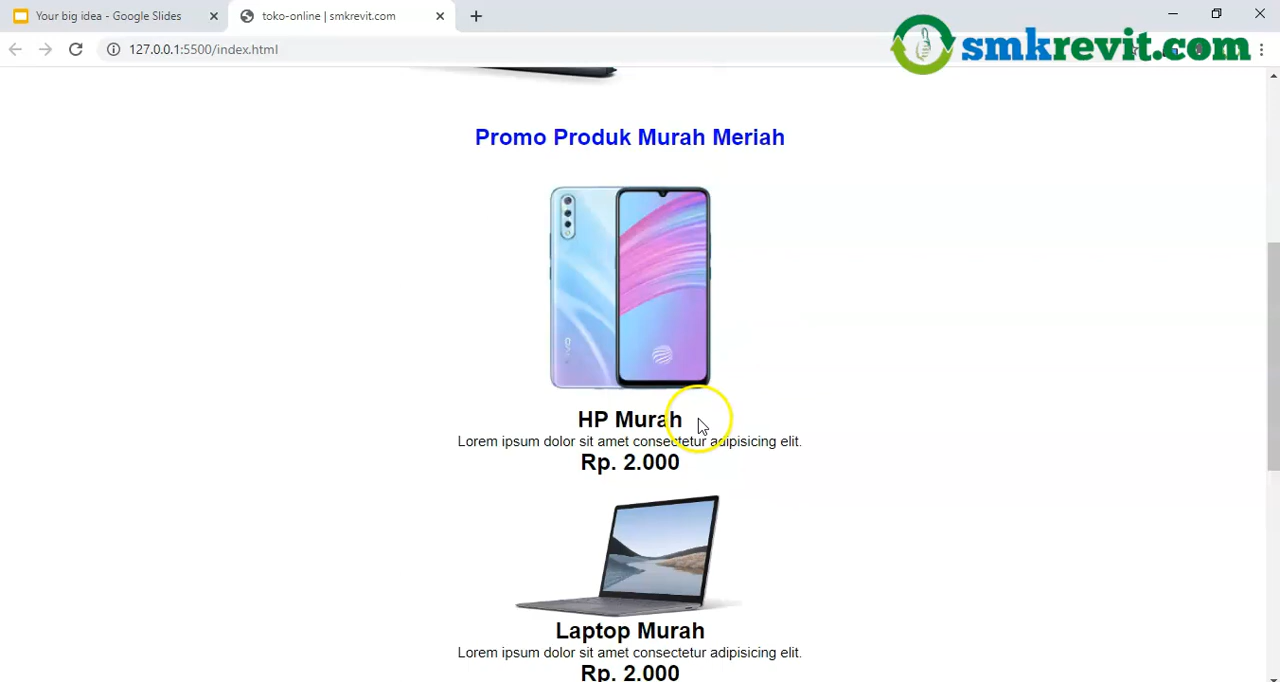 Your big idea - Google Slides
toko-online | smkrevit.com
127.0.0.1:5500/index.html
smkrevit.com
Promo Produk Murah Meriah
vivo
HP Murah
Lorem ipsum dolor sit amet consectetur adipisicing elit.
Rp. 2.000
Laptop Murah
Lorem ipsum dolor sit amet consectetur adipisicing elit.
Rp. 2.000